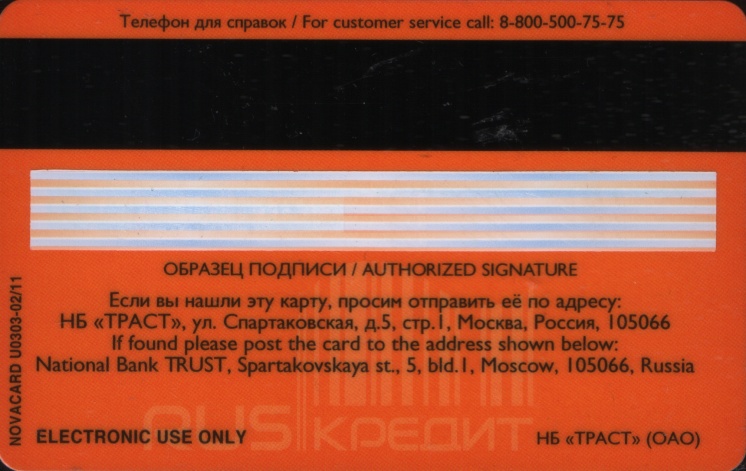 Телефон для справок / For customer service call: 8-800-500-75-75
ОБРАЗЕЦ ПОДПИСИ / AUTHORIZED SIGNATURE
Если вы нашли эту карту, просим отправить её по адресу:
НБ «ТРАСТ», ул. Спартаковская, д.5, стр.1, Москва, Россия, 105066
If found please post the card to the address shown below:
National Bank TRUST, Spartakovskaya st., 5, bld.1, Moscow, 105066, Russia
RUS КРЕДИТ
ELECTRONIC USE ONLY
НБ «ТРАСТ» (ОАО)
NOVACARD U0303-02/11